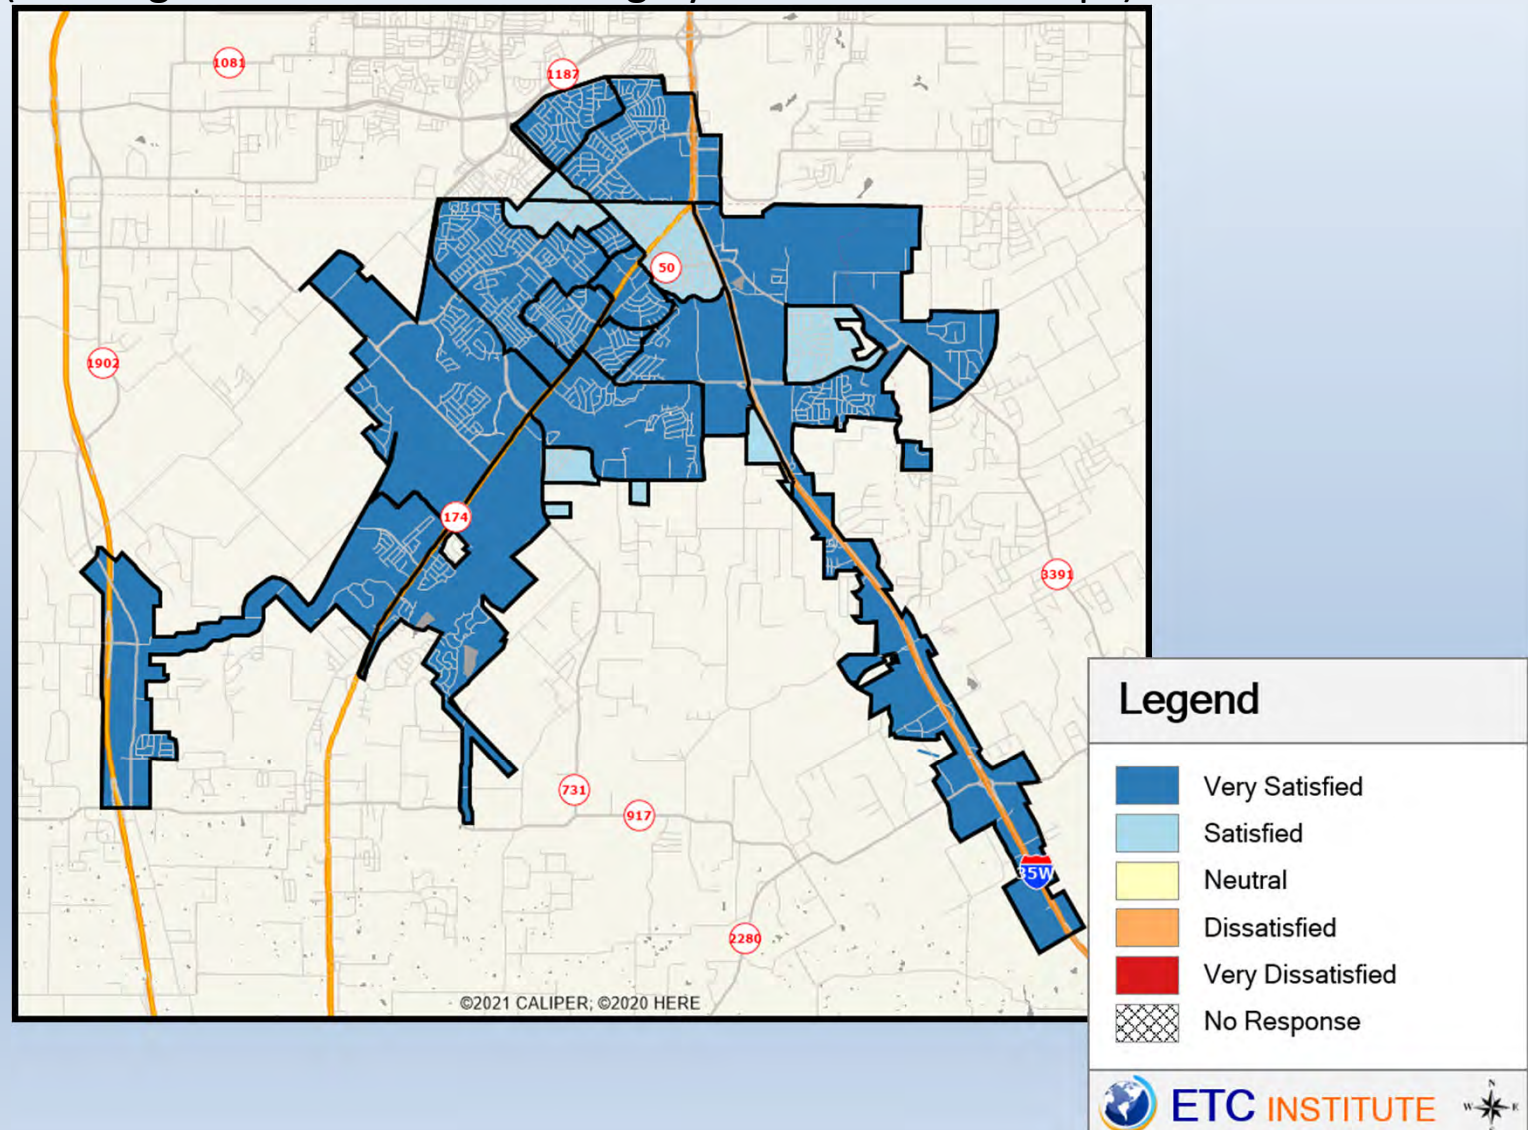 1081
1187
50
1902
174
3391
731
917
35W
2280
©2021 CALIPER; ©2020 HERE
Legend
Very Satisfied
Satisfied
Neutral
Dissatisfied
Very Dissatisfied
No Response
ETC INSTITUTE
N
W E